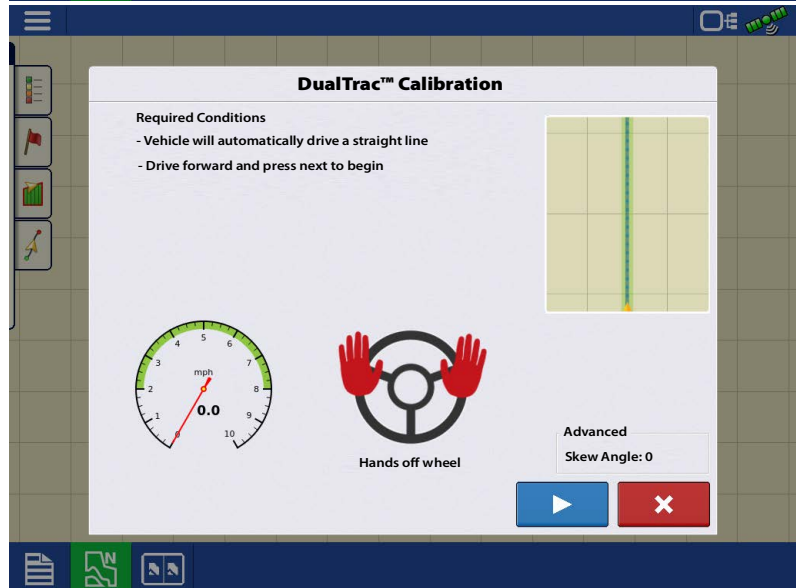 N
DualTrac™ Calibration
Required Conditions
- Vehicle will automatically drive a straight line
- Drive forward and press next to begin
0
1
2
3
4
5
6
7
8
9
10
mph
0.0
Hands off wheel
Advanced
Skew Angle: 0